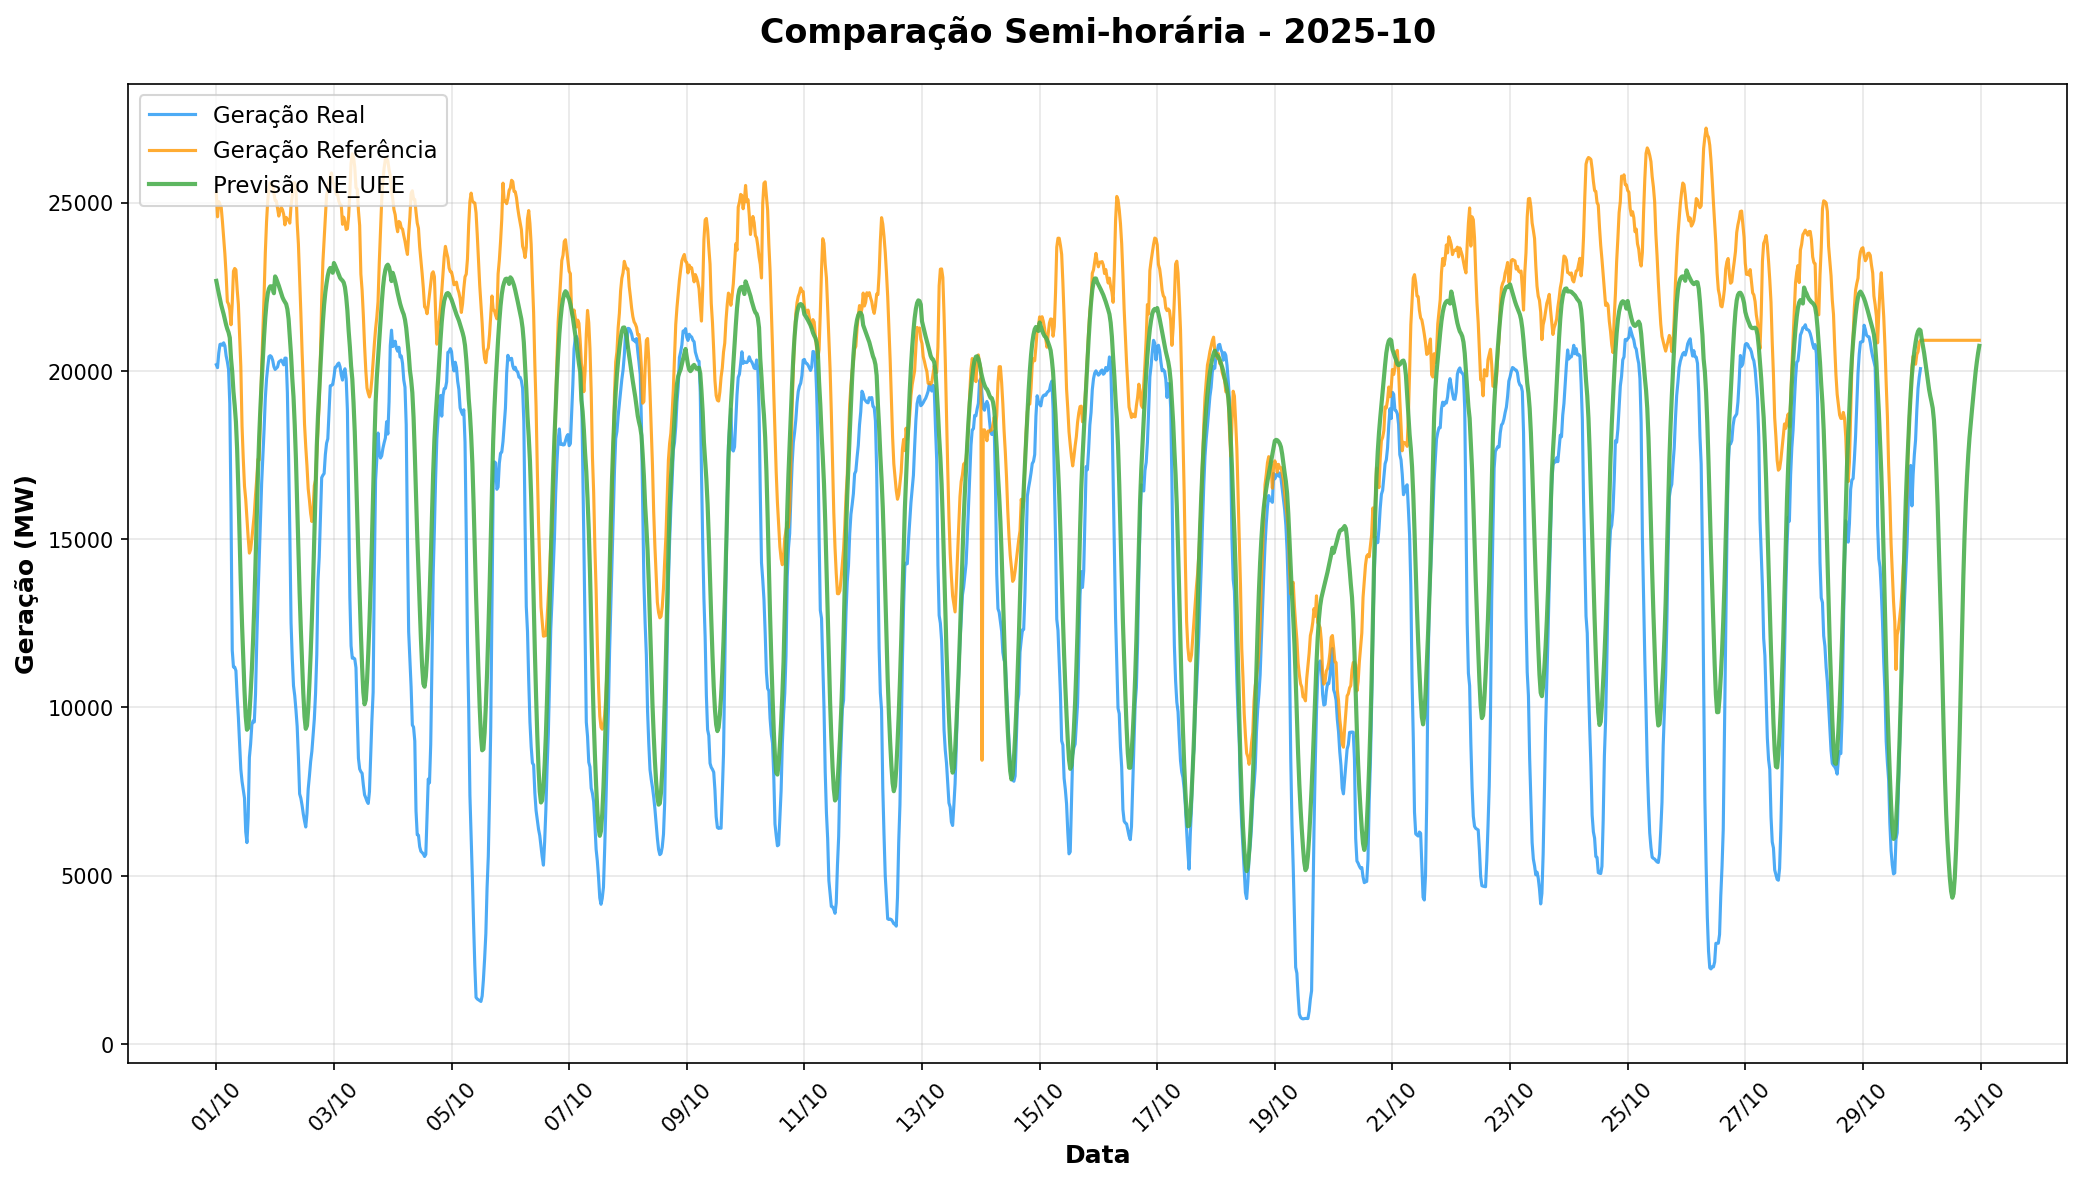 Comparação Semi-horária - 2025-10
Geração Real
Geração Referência
Previsão NE_UEE
Geração (MW)
25000
20000
15000
10000
5000
0
01/10 03/10 05/10 07/10 09/10 11/10 13/10 15/10 17/10 19/10 21/10 23/10 25/10 27/10 29/10 31/10
Data